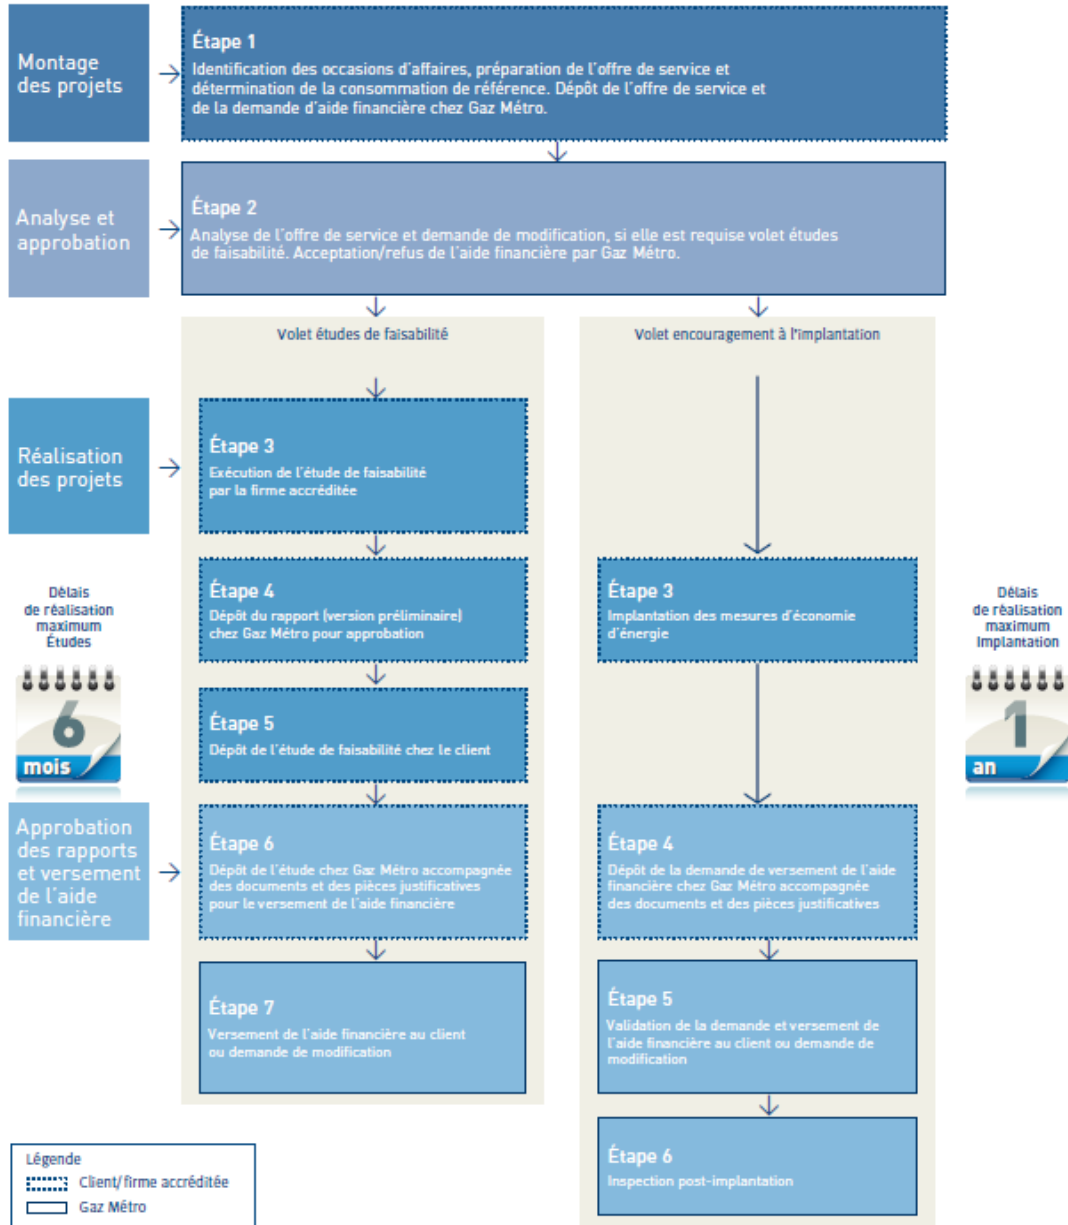 Montage
des projets
Étape 1
Identification des occasions d'affaires, préparation de l'offre de service et
détermination de la consommation de référence. Dépôt de l'offre de service et
de la demande d'aide financière chez Gaz Métro.
Analyse et
approbation
Étape 2
Analyse de l'offre de service et demande de modification, si elle est requise volet études
de faisabilité. Acceptation/refus de l'aide financière par Gaz Métro.
Volet études de faisabilité
Volet encouragement à l'implantation
Réalisation
des projets
Étape 3
Exécution de l'étude de faisabilité
par la firme accréditée
Délais
de réalisation
maximum
Études
6
mois
Étape 4
Dépôt du rapport (version préliminaire)
chez Gaz Métro pour approbation
Étape 3
Implantation des mesures d'économie
d'énergie
Délais
de réalisation
maximum
Implantation
1
an
Étape 5
Dépôt de l'étude de faisabilité chez le client
Approbation
des rapports
et versement
de l'aide
financière
Étape 6
Dépôt de l'étude chez Gaz Métro accompagnée
des documents et des pièces justificatives
pour le versement de l'aide financière
Étape 4
Dépôt de la demande de versement de l'aide
financière chez Gaz Métro accompagnée
des documents et des pièces justificatives
Étape 7
Versement de l'aide financière au client
ou demande de modification
Étape 5
Validation de la demande et versement de
l'aide financière au client ou demande de
modification
Étape 6
Inspection post-implantation
Légende
Client/firme accréditée
Gaz Métro